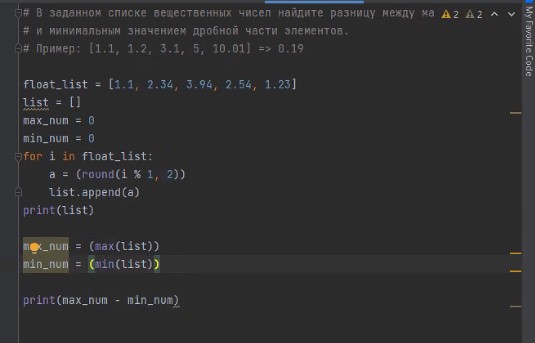 # В заданном списке вещественных чисел найдите разницу между ма
2 2
# и минимальным значением дробной части элементов.
# Пример: [1.1, 1.2, 3.1, 5, 10.01] => 0.19
float_list = [1.1, 2.34, 3.94, 2.54, 1.23]
list = []
max_num = 0
min_num = 0
for i in float_list:
    a = (round(i % 1, 2))
    list.append(a)
print(list)
max_num = (max(list))
min_num = (min(list))
print(max_num - min_num)
My Favorite Code